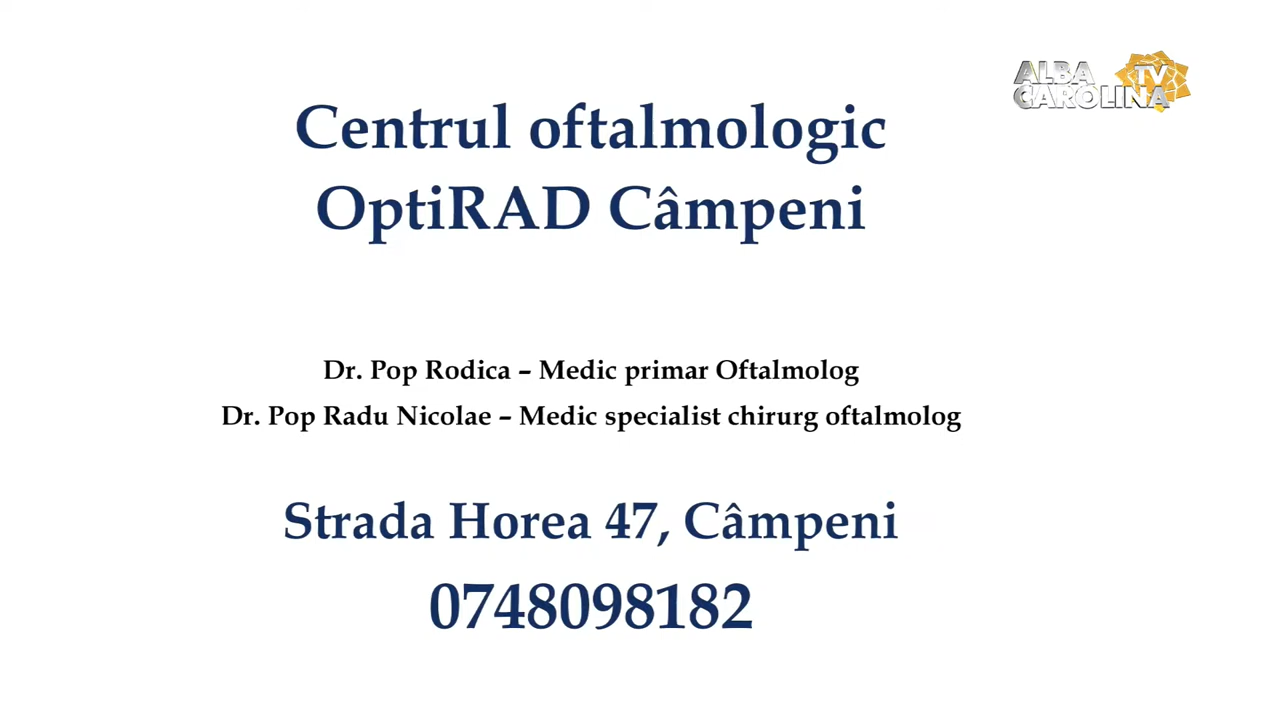 ALBA TV
CAROLINA
Centrul oftalmologic
OptiRAD Câmpeni
Dr. Pop Rodica – Medic primar Oftalmolog
Dr. Pop Radu Nicolae – Medic specialist chirurg oftalmolog
Strada Horea 47, Câmpeni
0748098182